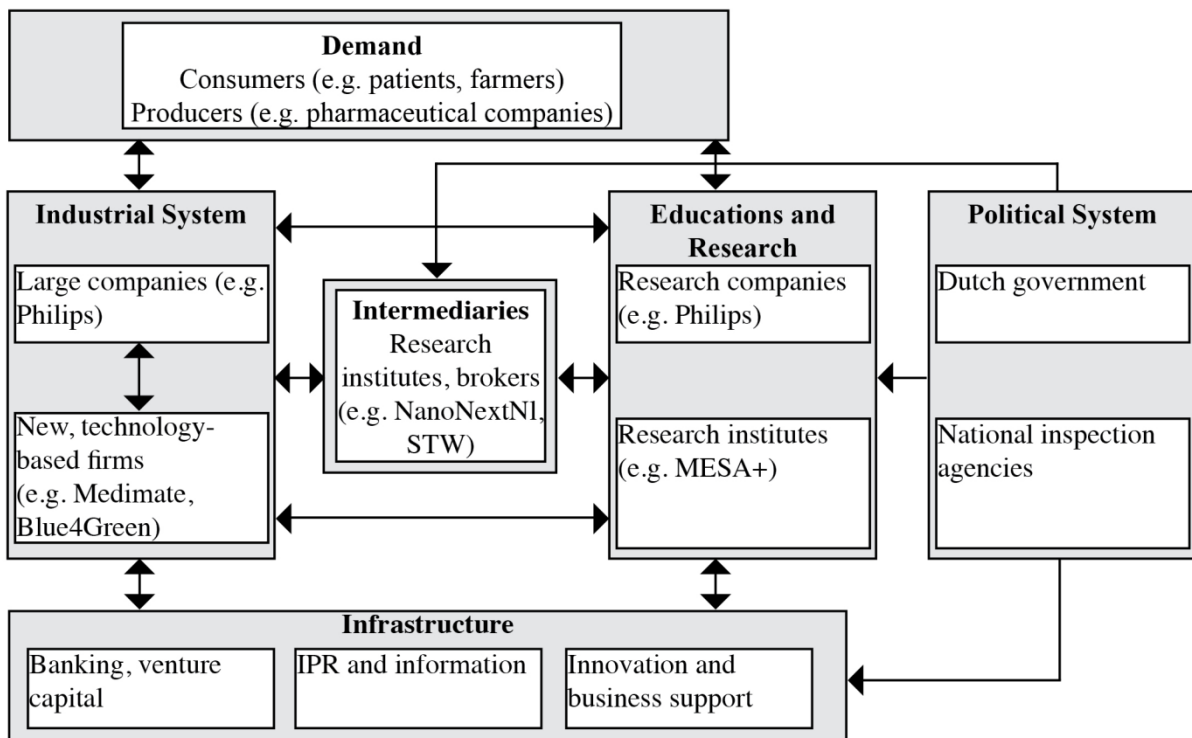 Demand
Consumers (e.g. patients, farmers)
Producers (e.g. pharmaceutical companies)
Industrial System
Large companies (e.g.
Philips)
New, technology-
based firms
(e.g. Medimate,
Blue4Green)
Intermediaries
Research
institutes, brokers
(e.g. NanoNextNl,
STW)
Educations and
Research
Research companies
(e.g. Philips)
Research institutes
(e.g. MESA+)
Political System
Dutch government
National inspection
agencies
Infrastructure
Banking, venture
capital
IPR and information
Innovation and
business support